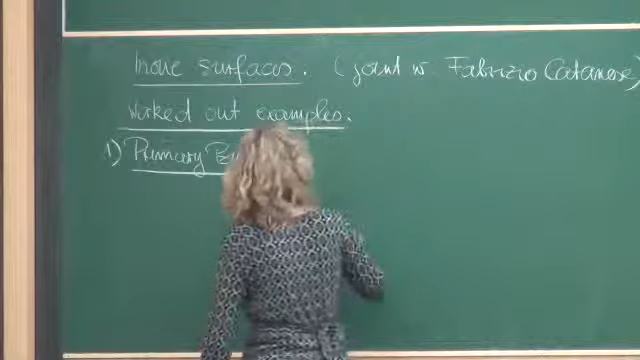 Inoue surfaces. (joint w. Fabrizio Catanese)
Worked out examples.
1) Primary